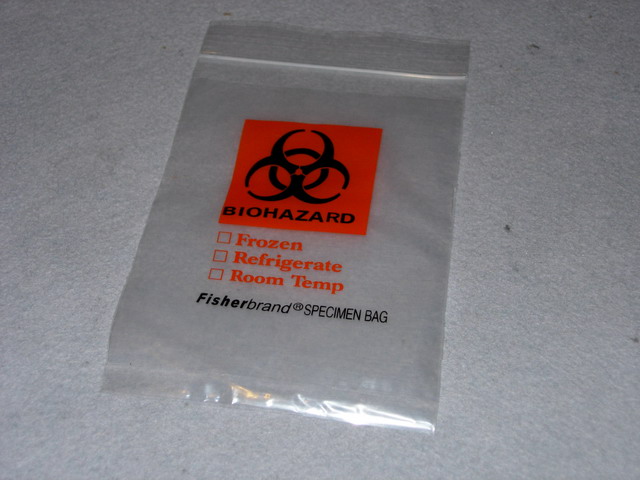 BIOHAZARD
Frozen
Refrigerate
Room Temp
Fisherbrand®SPECIMEN BAG